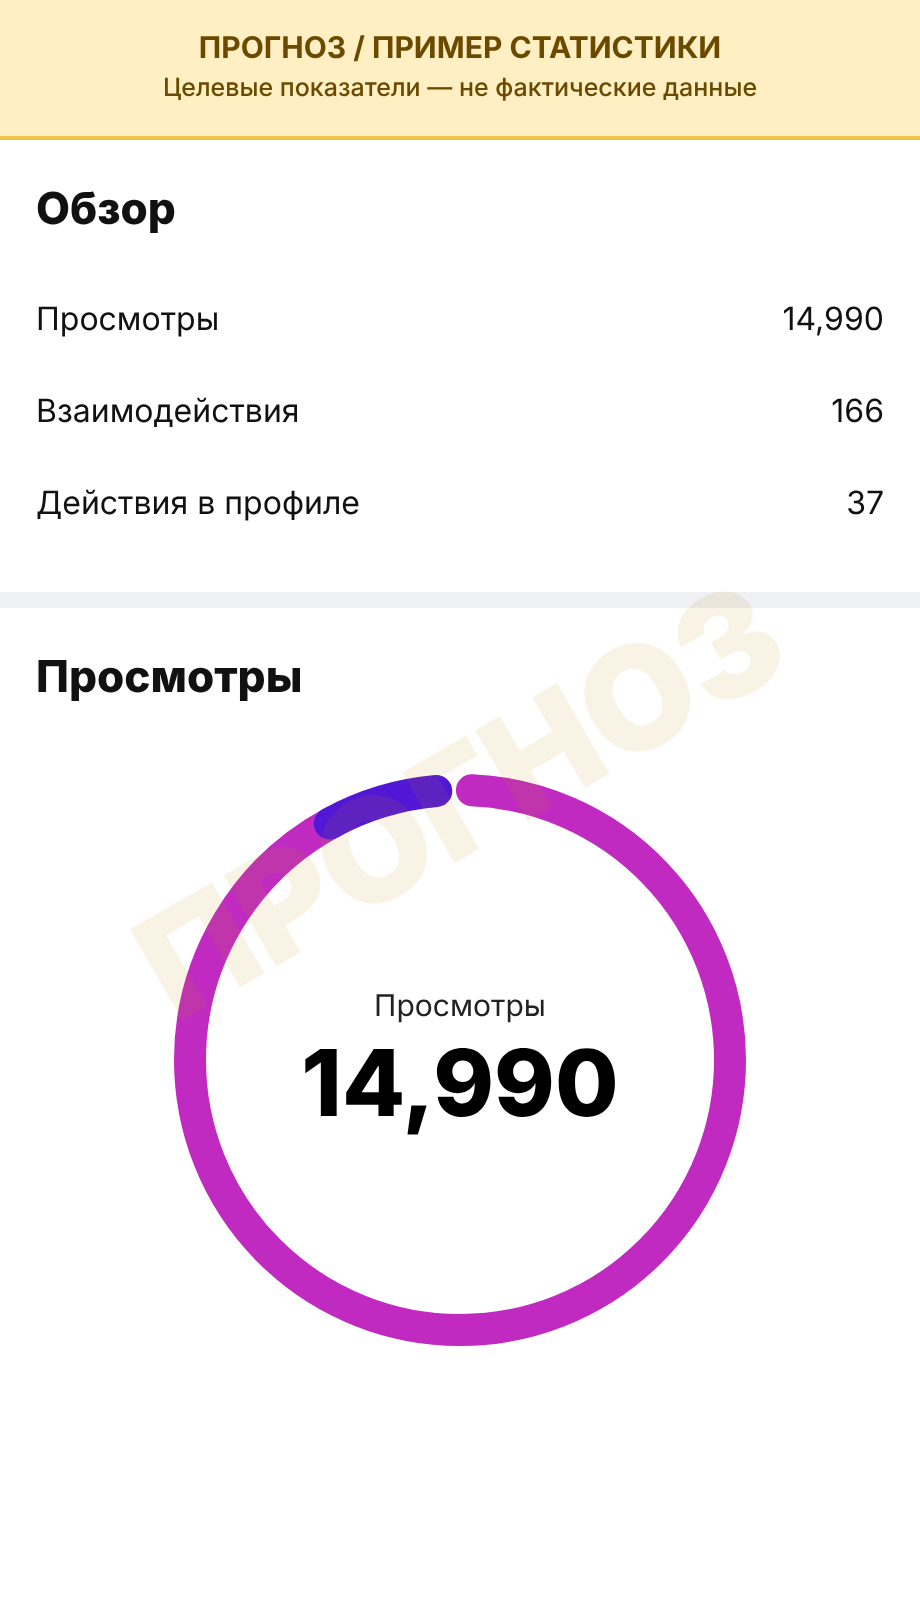 ПРОГНОЗ / ПРИМЕР СТАТИСТИКИ
Целевые показатели — не фактические данные
Обзор
Просмотры 14,990
Взаимодействия 166
Действия в профиле 37
Просмотры
ПРОГНОЗ
Просмотры
14,990